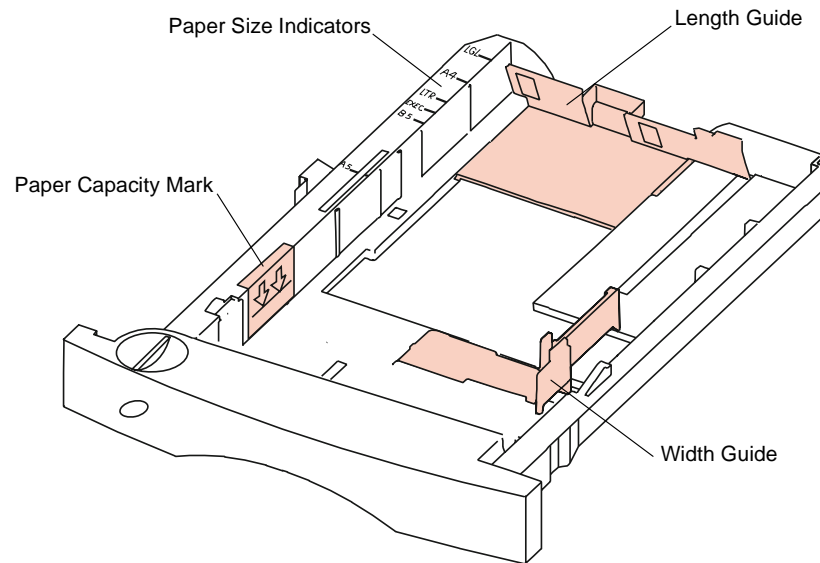 Length Guide
Paper Size Indicators
LGL
A4
LTR
EXEC
B5
A5
Paper Capacity Mark
Width Guide